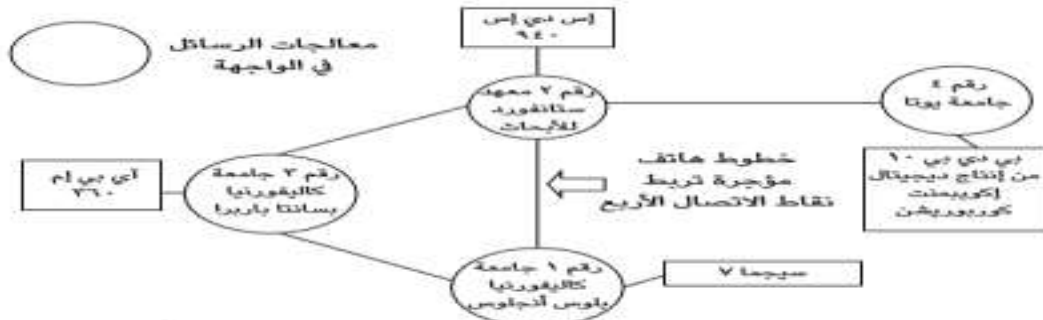 إس دي إس
٩٤٠
معالجات الرسائل
في الواجهة
رقم ٢ معهد
ستانفورد
للأبحاث
رقم ٤
جامعة يوتا
بي دي بي ١٠
من إنتاج ديجيتال
إكويبمنت
كوربوريشن
خطوط هاتف
مؤجرة تربط
نقاط الاتصال الأربع
رقم ٣ جامعة
كاليفورنيا
بسانتا باربرا
آي بي إم
٣٦٠
رقم ١ جامعة
كاليفورنيا
بلوس أنجلوس
سيجما ٧